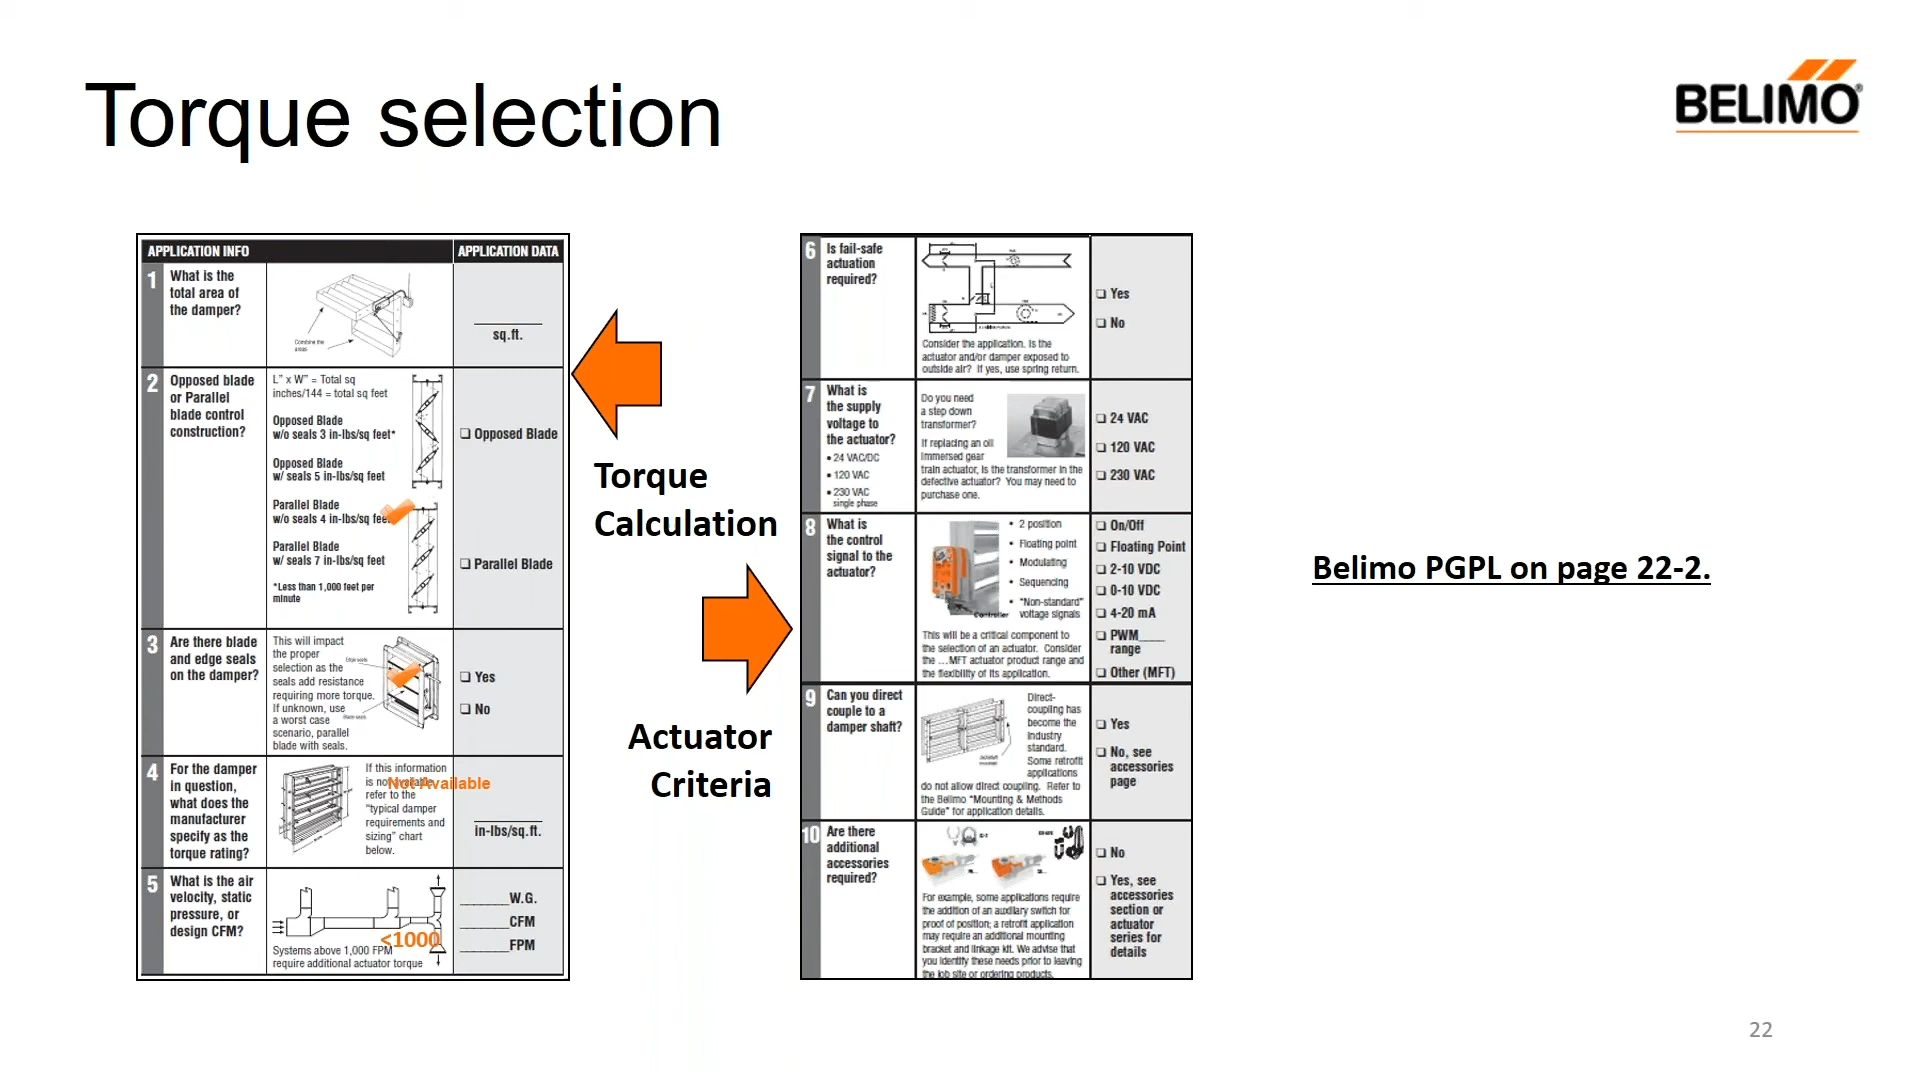 Torque selection
BELIMO®
APPLICATION INFO
APPLICATION DATA
1
What is the
total area of
the damper?
Combine the
areas
sq.ft.
2
Opposed blade
or Parallel
blade control
construction?
L" x W" = Total sq
inches/144 = total sq feet
Opposed Blade
w/o seals 3 in-lbs/sq feet*
Opposed Blade
w/ seals 5 in-lbs/sq feet
Parallel Blade
w/o seals 4 in-lbs/sq feet
Parallel Blade
w/ seals 7 in-lbs/sq feet
*Less than 1,000 feet per
minute
❑ Opposed Blade
❑ Parallel Blade
3
Are there blade
and edge seals
on the damper?
This will impact
the proper
selection as the
seals add resistance
requiring more torque.
If unknown, use
a worst case
scenario, parallel
blade with seals.
Edge seals
Blade seals
❑ Yes
❑ No
4
For the damper
in question,
what does the
manufacturer
specify as the
torque rating?
If this information
is not available,
refer to the
"typical damper
requirements and
sizing" chart
below.
Not Available
in-lbs/sq.ft.
5
What is the air
velocity, static
pressure, or
design CFM?
<1000
Systems above 1,000 FPM
require additional actuator torque
______W.G.
______CFM
______FPM
Torque
Calculation
Actuator
Criteria
6
Is fail-safe
actuation
required?
Consider the application. Is the
actuator and/or damper exposed to
outside air? If yes, use spring return.
❑ Yes
❑ No
7
What is
the supply
voltage to
the actuator?
• 24 VAC/DC
• 120 VAC
• 230 VAC
single phase
Do you need
a step down
transformer?
If replacing an oil
immersed gear
train actuator, is the transformer in the
defective actuator? You may need to
purchase one.
❑ 24 VAC
❑ 120 VAC
❑ 230 VAC
8
What is
the control
signal to the
actuator?
• 2 position
• Floating point
• Modulating
• Sequencing
• "Non-standard"
voltage signals
Controller
This will be a critical component to
the selection of an actuator. Consider
the ...MFT actuator product range and
the flexibility of its application.
❑ On/Off
❑ Floating Point
❑ 2-10 VDC
❑ 0-10 VDC
❑ 4-20 mA
❑ PWM____
range
❑ Other (MFT)
9
Can you direct
couple to a
damper shaft?
Direct-
coupling has
become the
industry
standard.
Some retrofit
applications
do not allow direct coupling. Refer to
the Belimo "Mounting & Methods
Guide" for application details.
❑ Yes
❑ No, see
accessories
page
10
Are there
additional
accessories
required?
For example, some applications require
the addition of an auxiliary switch for
proof of position; a retrofit application
may require an additional mounting
bracket and linkage kit. We advise that
you identify these needs prior to leaving
the job site or ordering products.
❑ No
❑ Yes, see
accessories
section or
actuator
series for
details
Belimo PGPL on page 22-2.
22